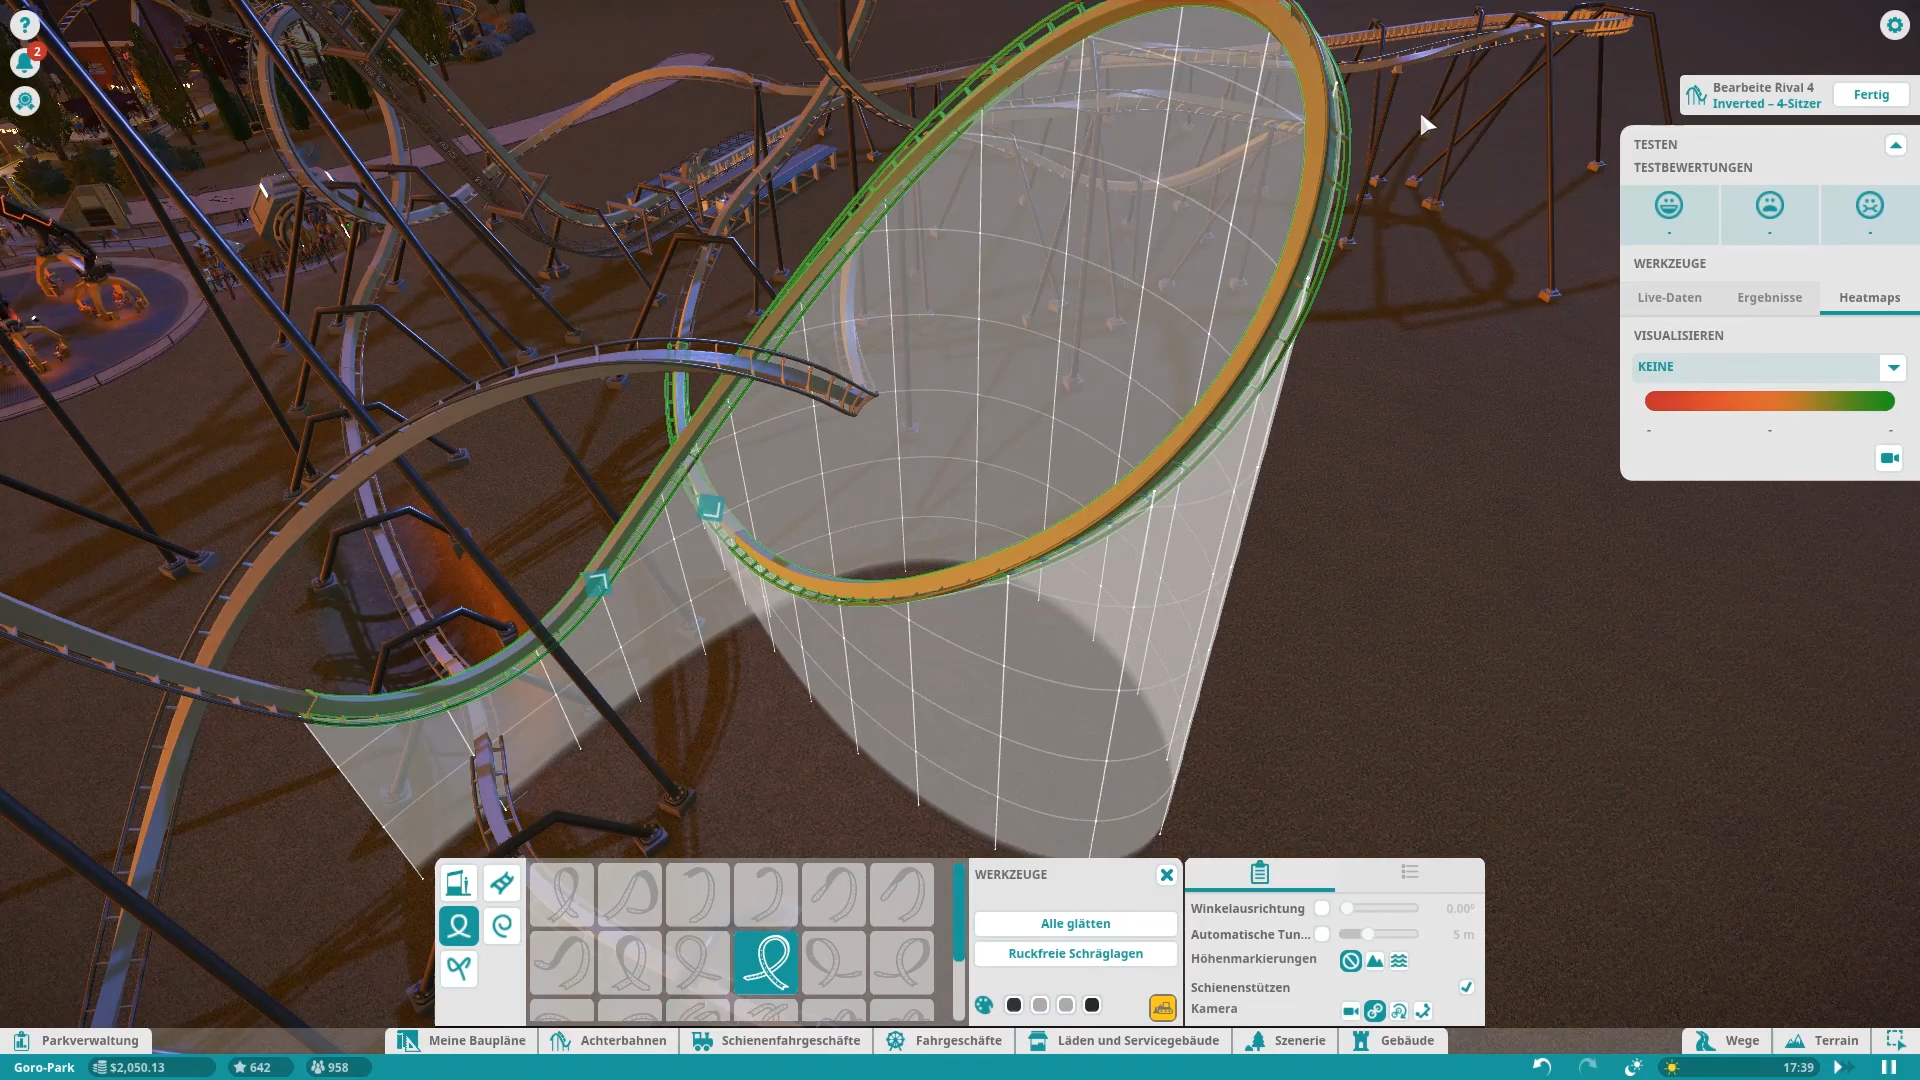 ?
2
Bearbeite Rival 4
Inverted – 4-Sitzer
Fertig
TESTEN
TESTBEWERTUNGEN
- - -
WERKZEUGE
Live-Daten Ergebnisse Heatmaps
VISUALISIEREN
KEINE
- - -
WERKZEUGE
Alle glätten
Ruckfreie Schräglagen
Winkelausrichtung 0.00°
Automatische Tun... 5 m
Höhenmarkierungen
Schienenstützen
Kamera
Parkverwaltung Meine Baupläne Achterbahnen Schienenfahrgeschäfte Fahrgeschäfte Läden und Servicegebäude Szenerie Gebäude Wege Terrain
Goro-Park $2,050.13 642 958 17:39